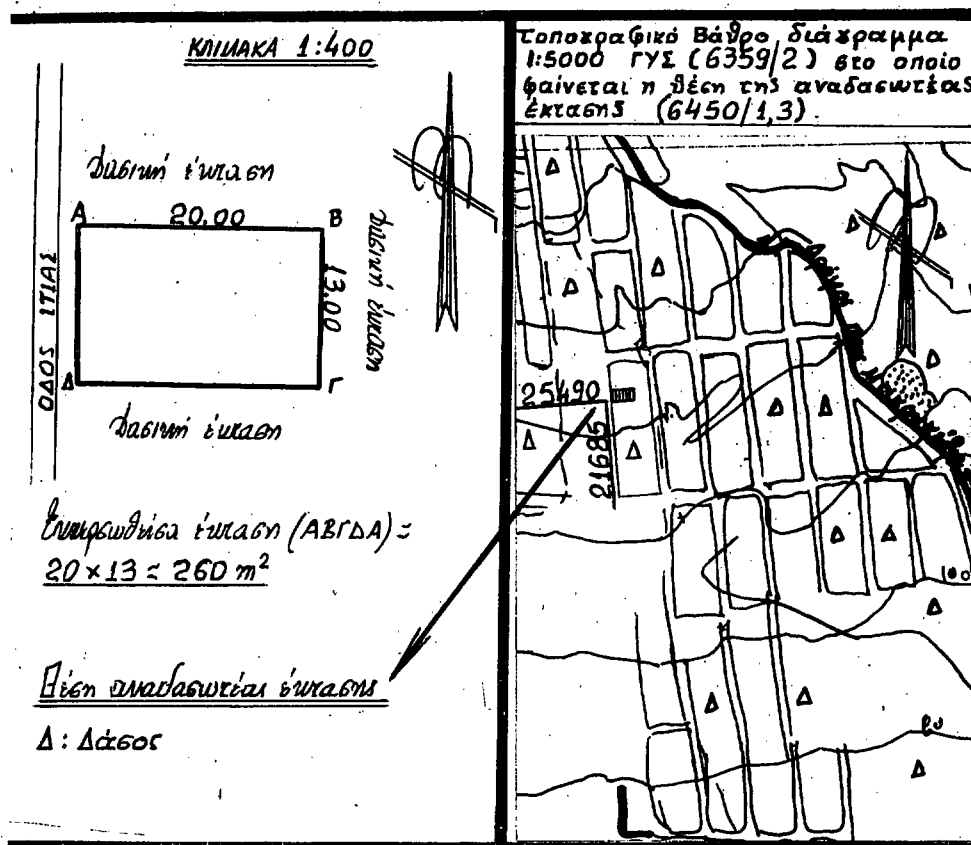 ΚΛΙΜΑΚΑ 1:400
Δασική έκταση
Α 20.00 Β
13.00
Δασική έκταση
ΟΔΟΣ ΙΤΙΑΣ
Δ Γ
Δασική έκταση
έκταση (ΑΒΓΔΑ) =
20 × 13 = 260 m²
Θέση αναδασωτέας έκτασης
Δ: Δάσος
Τοπογραφικό Βάθρο διάγραμμα
1:5000 ΓΥΣ (6359/2) στο οποίο
φαίνεται η θέση της αναδασωτέας
έκτασης (6450/1,3).
Δ
Δ
Δ
Δ
Δ
Δ
25490
21685
Δ
Δ
Δ
Δ
Δ
Δ
100
Δ
Δ
Δ
Δ